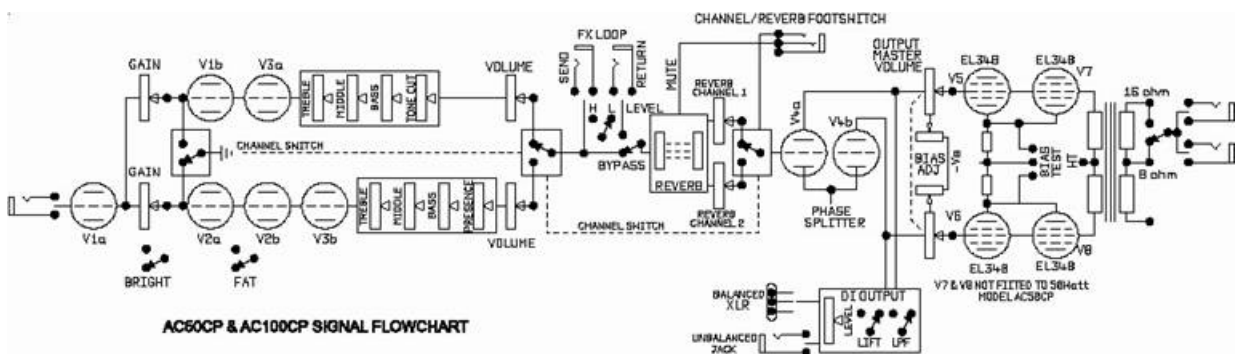 CHANNEL/REVERB FOOTSHITCH
FX LOOP
SEND
RETURN
MUTE
OUTPUT
MASTER
VOLUME
EL34B
EL34B
GAIN
V1b
V3a
TREBLE
MIDDLE
BASS
TONE CUT
VOLUME
H
L
LEVEL
REVERB
CHANNEL 1
V4a
V4b
V5
V7
16 ohm
CHANNEL SWITCH
BYPASS
REVERB
BIAS
ADJ
-Va
BIAS
TEST
HT
8 ohm
GAIN
TREBLE
MIDDLE
BASS
PRESENCE
REVERB
CHANNEL 2
PHASE
SPLITTER
V1a
V2a
V2b
V3b
VOLUME
CHANNEL SWITCH
V6
V8
EL34B
EL34B
BRIGHT
FAT
V7 & V8 NOT FITTED TO 50Watt
MODEL AC50CP
BALANCED
XLR
DI OUTPUT
LEVEL
LIFT
LPF
UNBALANCED
JACK
AC50CP & AC100CP SIGNAL FLOWCHART